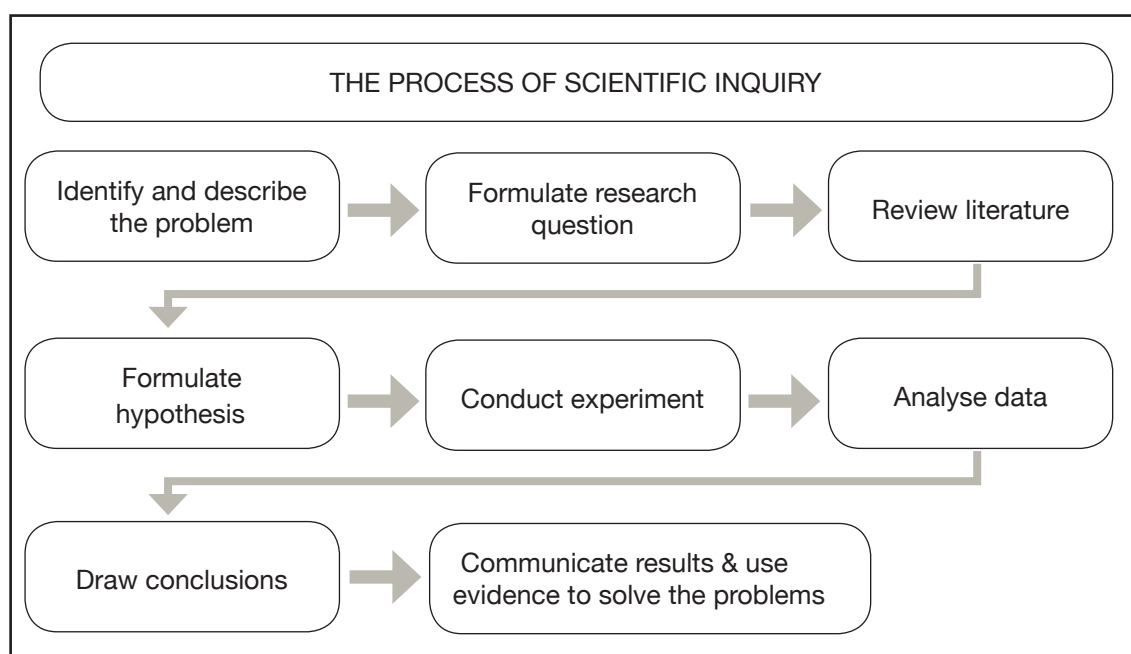 THE PROCESS OF SCIENTIFIC INQUIRY
Identify and describe
the problem
Formulate research
question
Review literature
Formulate
hypothesis
Conduct experiment
Analyse data
Draw conclusions
Communicate results & use
evidence to solve the problems